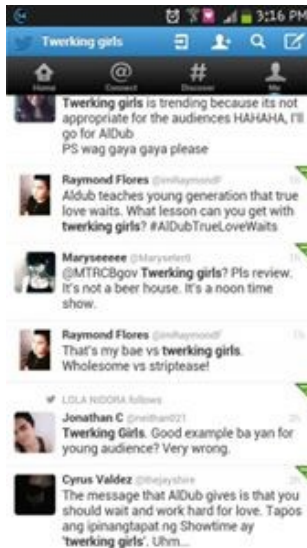 3:16 PM
Twerking girls
Home
Connect
Discover
Me
Twerking girls is trending because its not
appropriate for the audiences HAHAHA, I'll
go for AlDub
PS wag gaya gaya please
Raymond Flores
Aldub teaches young generation that true
love waits. What lesson can you get with
twerking girls? #AlDubTrueLoveWaits
Maryseeeee
@MTRCBgov Twerking girls? Pls review.
It's not a beer house. It's a noon time
show.
Raymond Flores
That's my bae vs twerking girls.
Wholesome vs striptease!
LOLA NIDORA follows
Jonathan C @neithan021
Twerking Girls. Good example ba yan for
young audience? Very wrong.
Cyrus Valdez @thejayshire
The message that AlDub gives is that you
should wait and work hard for love. Tapos
ang ipinangtapat ng Showtime ay
'twerking girls'. Uhm...